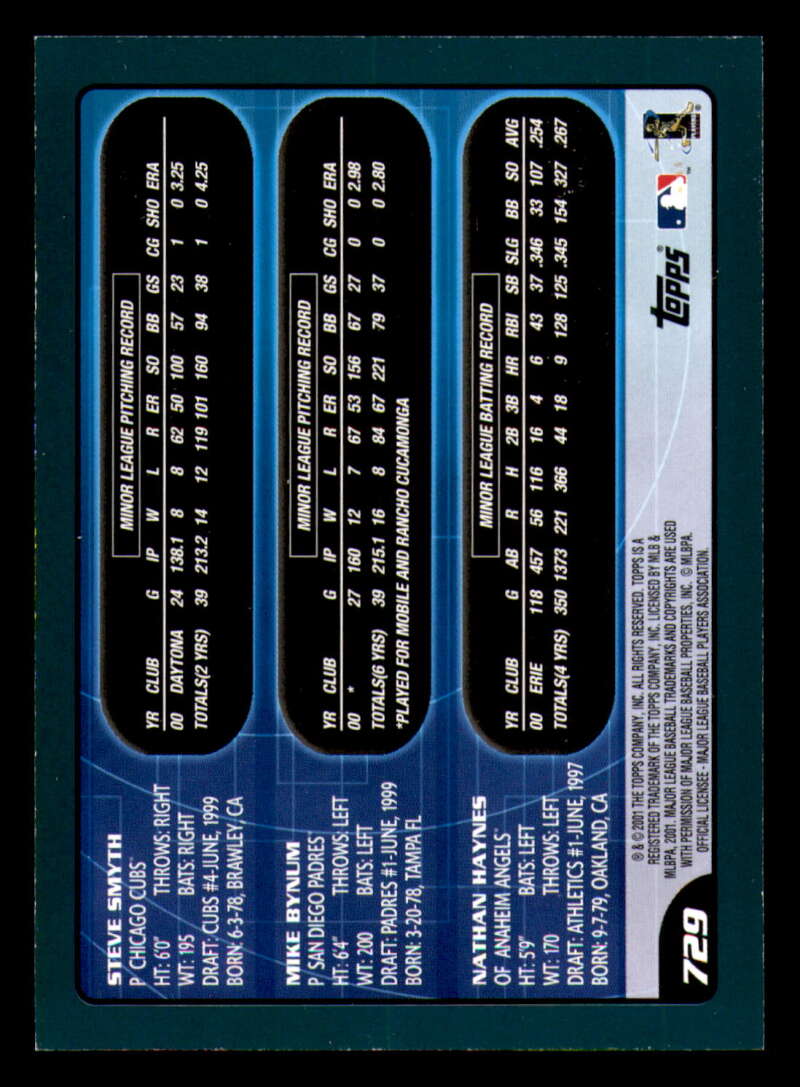 STEVE SMYTH
P CHICAGO CUBS™
HT: 6'0" THROWS: RIGHT
WT: 195 BATS: RIGHT
DRAFT: CUBS #4-JUNE, 1999
BORN: 6-3-78, BRAWLEY, CA
MINOR LEAGUE PITCHING RECORD
YR CLUB G IP W L R ER SO BB GS CG SHO ERA
00 DAYTONA 24 138.1 8 8 62 50 100 57 23 1 0 3.25
TOTALS(2 YRS) 39 213.2 14 12 119 101 160 94 38 1 0 4.25
MIKE BYNUM
P SAN DIEGO PADRES™
HT: 6'4" THROWS: LEFT
WT: 200 BATS: LEFT
DRAFT: PADRES #1-JUNE, 1999
BORN: 3-20-78, TAMPA FL
MINOR LEAGUE PITCHING RECORD
YR CLUB G IP W L R ER SO BB GS CG SHO ERA
00 * 27 160 12 7 67 53 156 67 27 0 0 2.98
TOTALS(6 YRS) 39 215.1 16 8 84 67 221 79 37 0 0 2.80
*PLAYED FOR MOBILE AND RANCHO CUCAMONGA
NATHAN HAYNES
OF ANAHEIM ANGELS™
HT: 5'9" THROWS: LEFT
WT: 170 BATS: LEFT
DRAFT: ATHLETICS #1-JUNE, 1997
BORN: 9-7-79, OAKLAND, CA
MINOR LEAGUE BATTING RECORD
YR CLUB G AB R H 2B 3B HR RBI SB SLG BB SO AVG
00 ERIE 118 457 56 116 16 4 6 43 37 .346 33 107 .254
TOTALS(4 YRS) 350 1373 221 366 44 18 9 128 125 .345 154 327 .267
729
® & © 2001 THE TOPPS COMPANY, INC. ALL RIGHTS RESERVED. TOPPS IS A
REGISTERED TRADEMARK OF THE TOPPS COMPANY, INC. LICENSED BY MLB &
MLBPA, 2001. MAJOR LEAGUE BASEBALL TRADEMARKS AND COPYRIGHTS ARE USED
WITH PERMISSION OF MAJOR LEAGUE BASEBALL PROPERTIES, INC. © MLBPA.
OFFICIAL LICENSEE - MAJOR LEAGUE BASEBALL PLAYERS ASSOCIATION.
TOPPS®